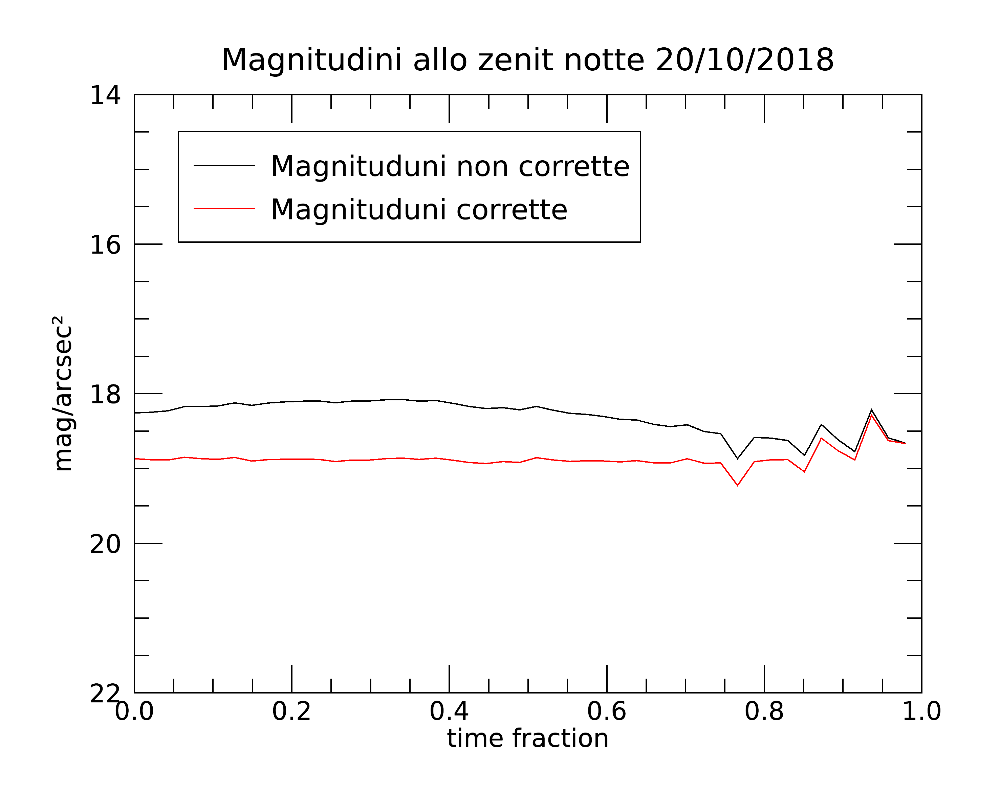 Magnitudini allo zenit notte 20/10/2018
14
Magnituduni non corrette
Magnituduni corrette
16
18
20
22
mag/arcsec²
0.0 0.2 0.4 0.6 0.8 1.0
time fraction